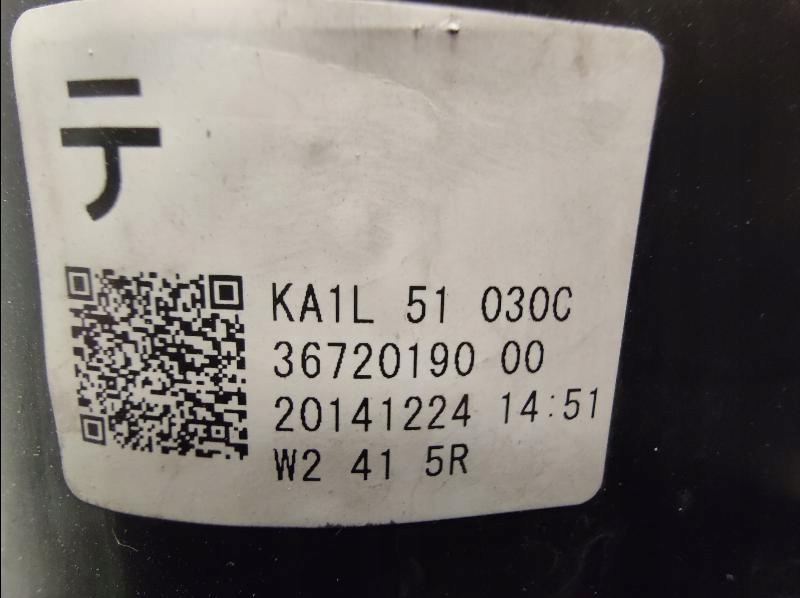 テ
KA1L 51 030C
36720190 00
20141224 14:51
W2 41 5R